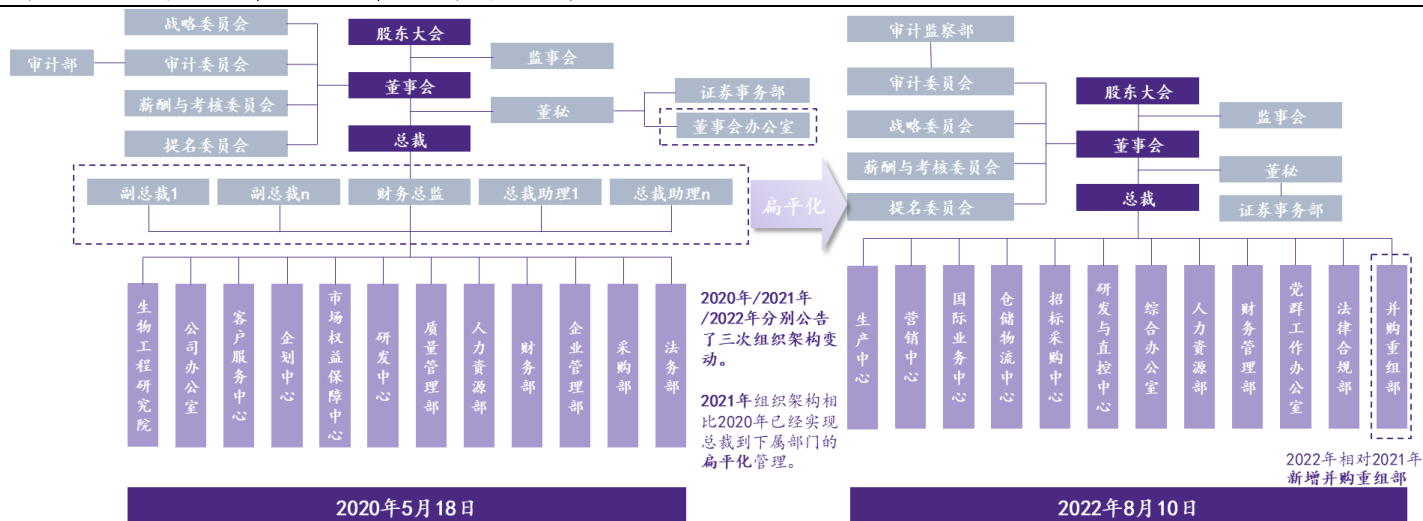 战略委员会
审计部
审计委员会
薪酬与考核委员会
提名委员会
股东大会
监事会
董事会
董秘
证券事务部
董事会办公室
总裁
副总裁1
副总裁n
财务总监
总裁助理1
总裁助理n
生物工程研究院
公司办公室
客户服务中心
企划中心
市场权益保障中心
研发中心
质量管理部
人力资源部
财务部
企业管理部
采购部
法务部
2020年5月18日
扁平化
2020年/2021年
/2022年分别公告
了三次组织架构变
动。
2021年组织架构相
比2020年已经实现
总裁到下属部门的
扁平化管理。
审计监察部
审计委员会
战略委员会
薪酬与考核委员会
提名委员会
股东大会
监事会
董事会
董秘
证券事务部
总裁
生产中心
营销中心
国际业务中心
仓储物流中心
招标采购中心
研发与直控中心
综合办公室
人力资源部
财务管理部
党群工作办公室
法律合规部
并购重组部
2022年相对2021年
新增并购重组部
2022年8月10日